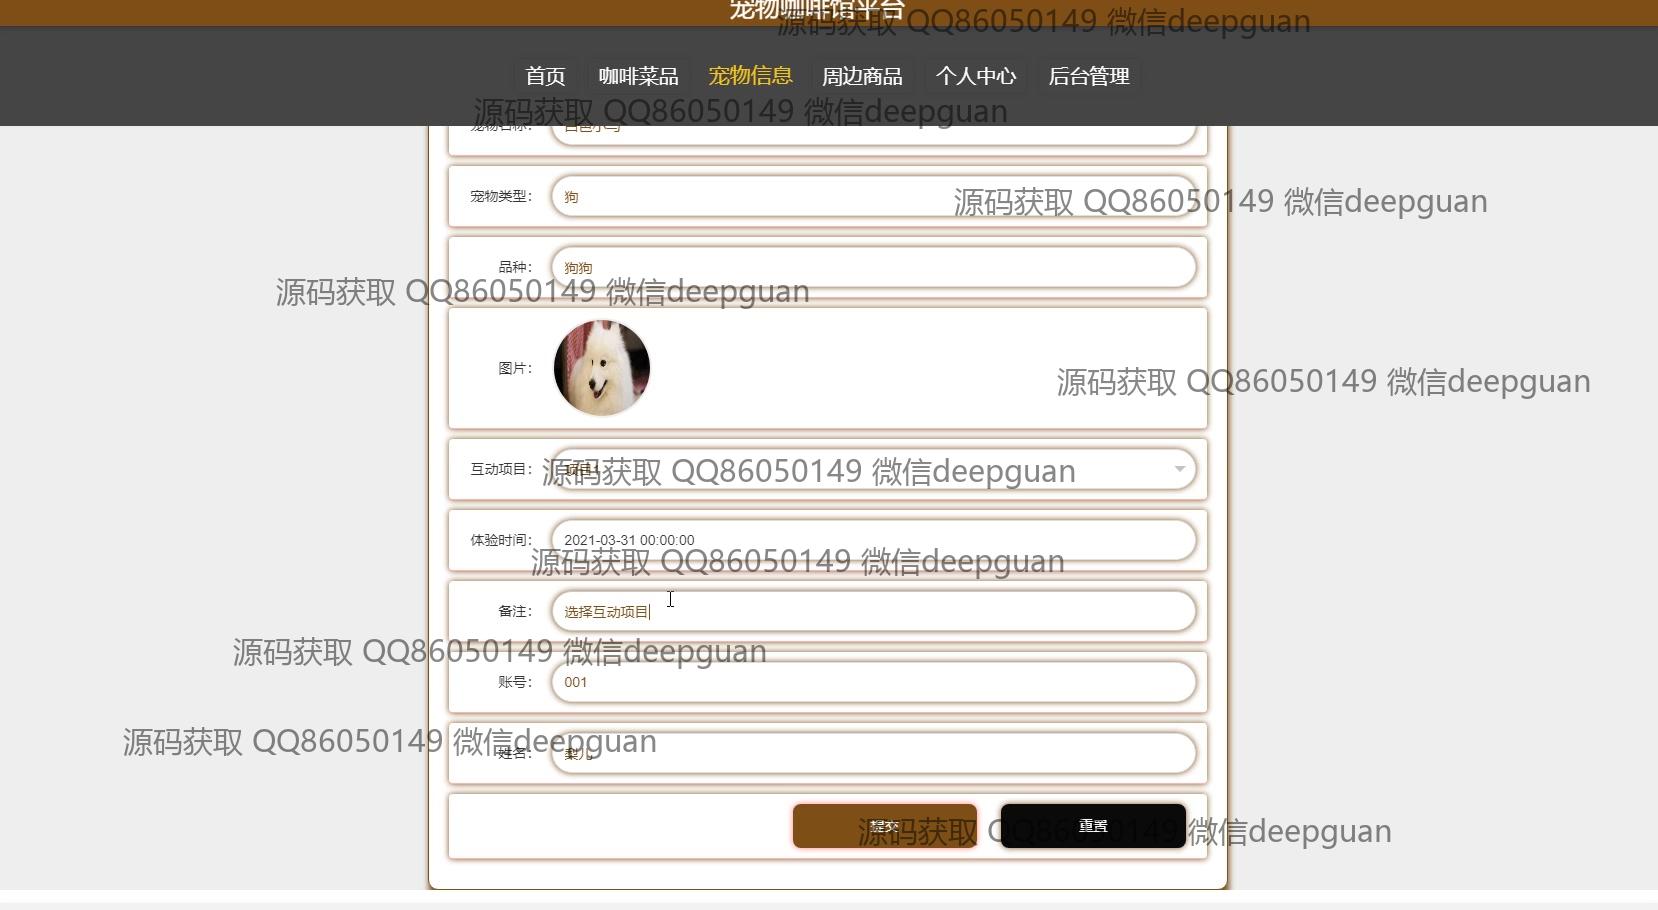 宠物咖啡馆平台
源码获取 QQ86050149 微信deepguan
首页 咖啡菜品 宠物信息 周边商品 个人中心 后台管理
源码获取 QQ86050149 微信deepguan
宠物名称:
宠物类型: 狗
源码获取 QQ86050149 微信deepguan
品种: 狗狗
源码获取 QQ86050149 微信deepguan
图片:
源码获取 QQ86050149 微信deepguan
互动项目:
源码获取 QQ86050149 微信deepguan
体验时间: 2021-03-31 00:00:00
源码获取 QQ86050149 微信deepguan
备注: 选择互动项目
源码获取 QQ86050149 微信deepguan
账号: 001
源码获取 QQ86050149 微信deepguan
姓名: 梨儿
提交 重置
源码获取 QQ86050149 微信deepguan